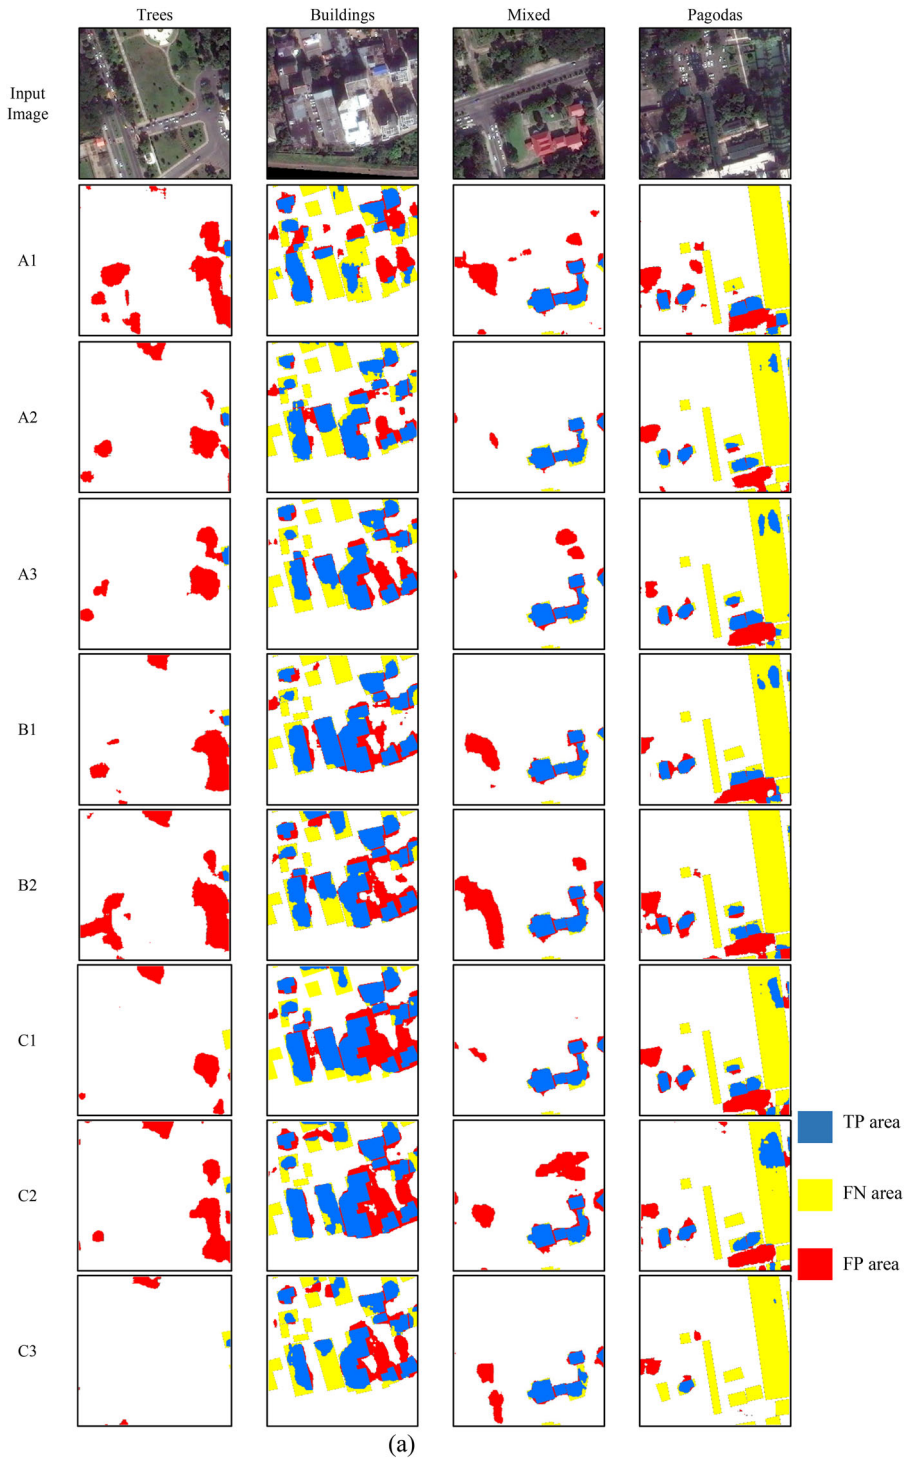 Trees Buildings Mixed Pagodas
Input
Image
A1
A2
A3
B1
B2
C1
TP area
C2
FN area
FP area
C3
(a)